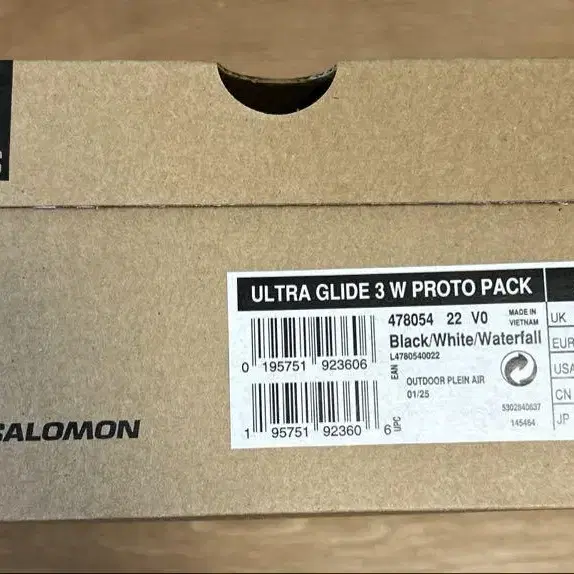 S
ULTRA GLIDE 3 W PROTO PACK
478054 22 V0
MADE IN
VIETNAM
Black/White/Waterfall
L4780540022
0 195751 923606
EAN
OUTDOOR PLEIN AIR
01/25
5302840637
145464
1 95751 92360 6
UPC
UK
EUR
USA
CN
JP
SALOMON